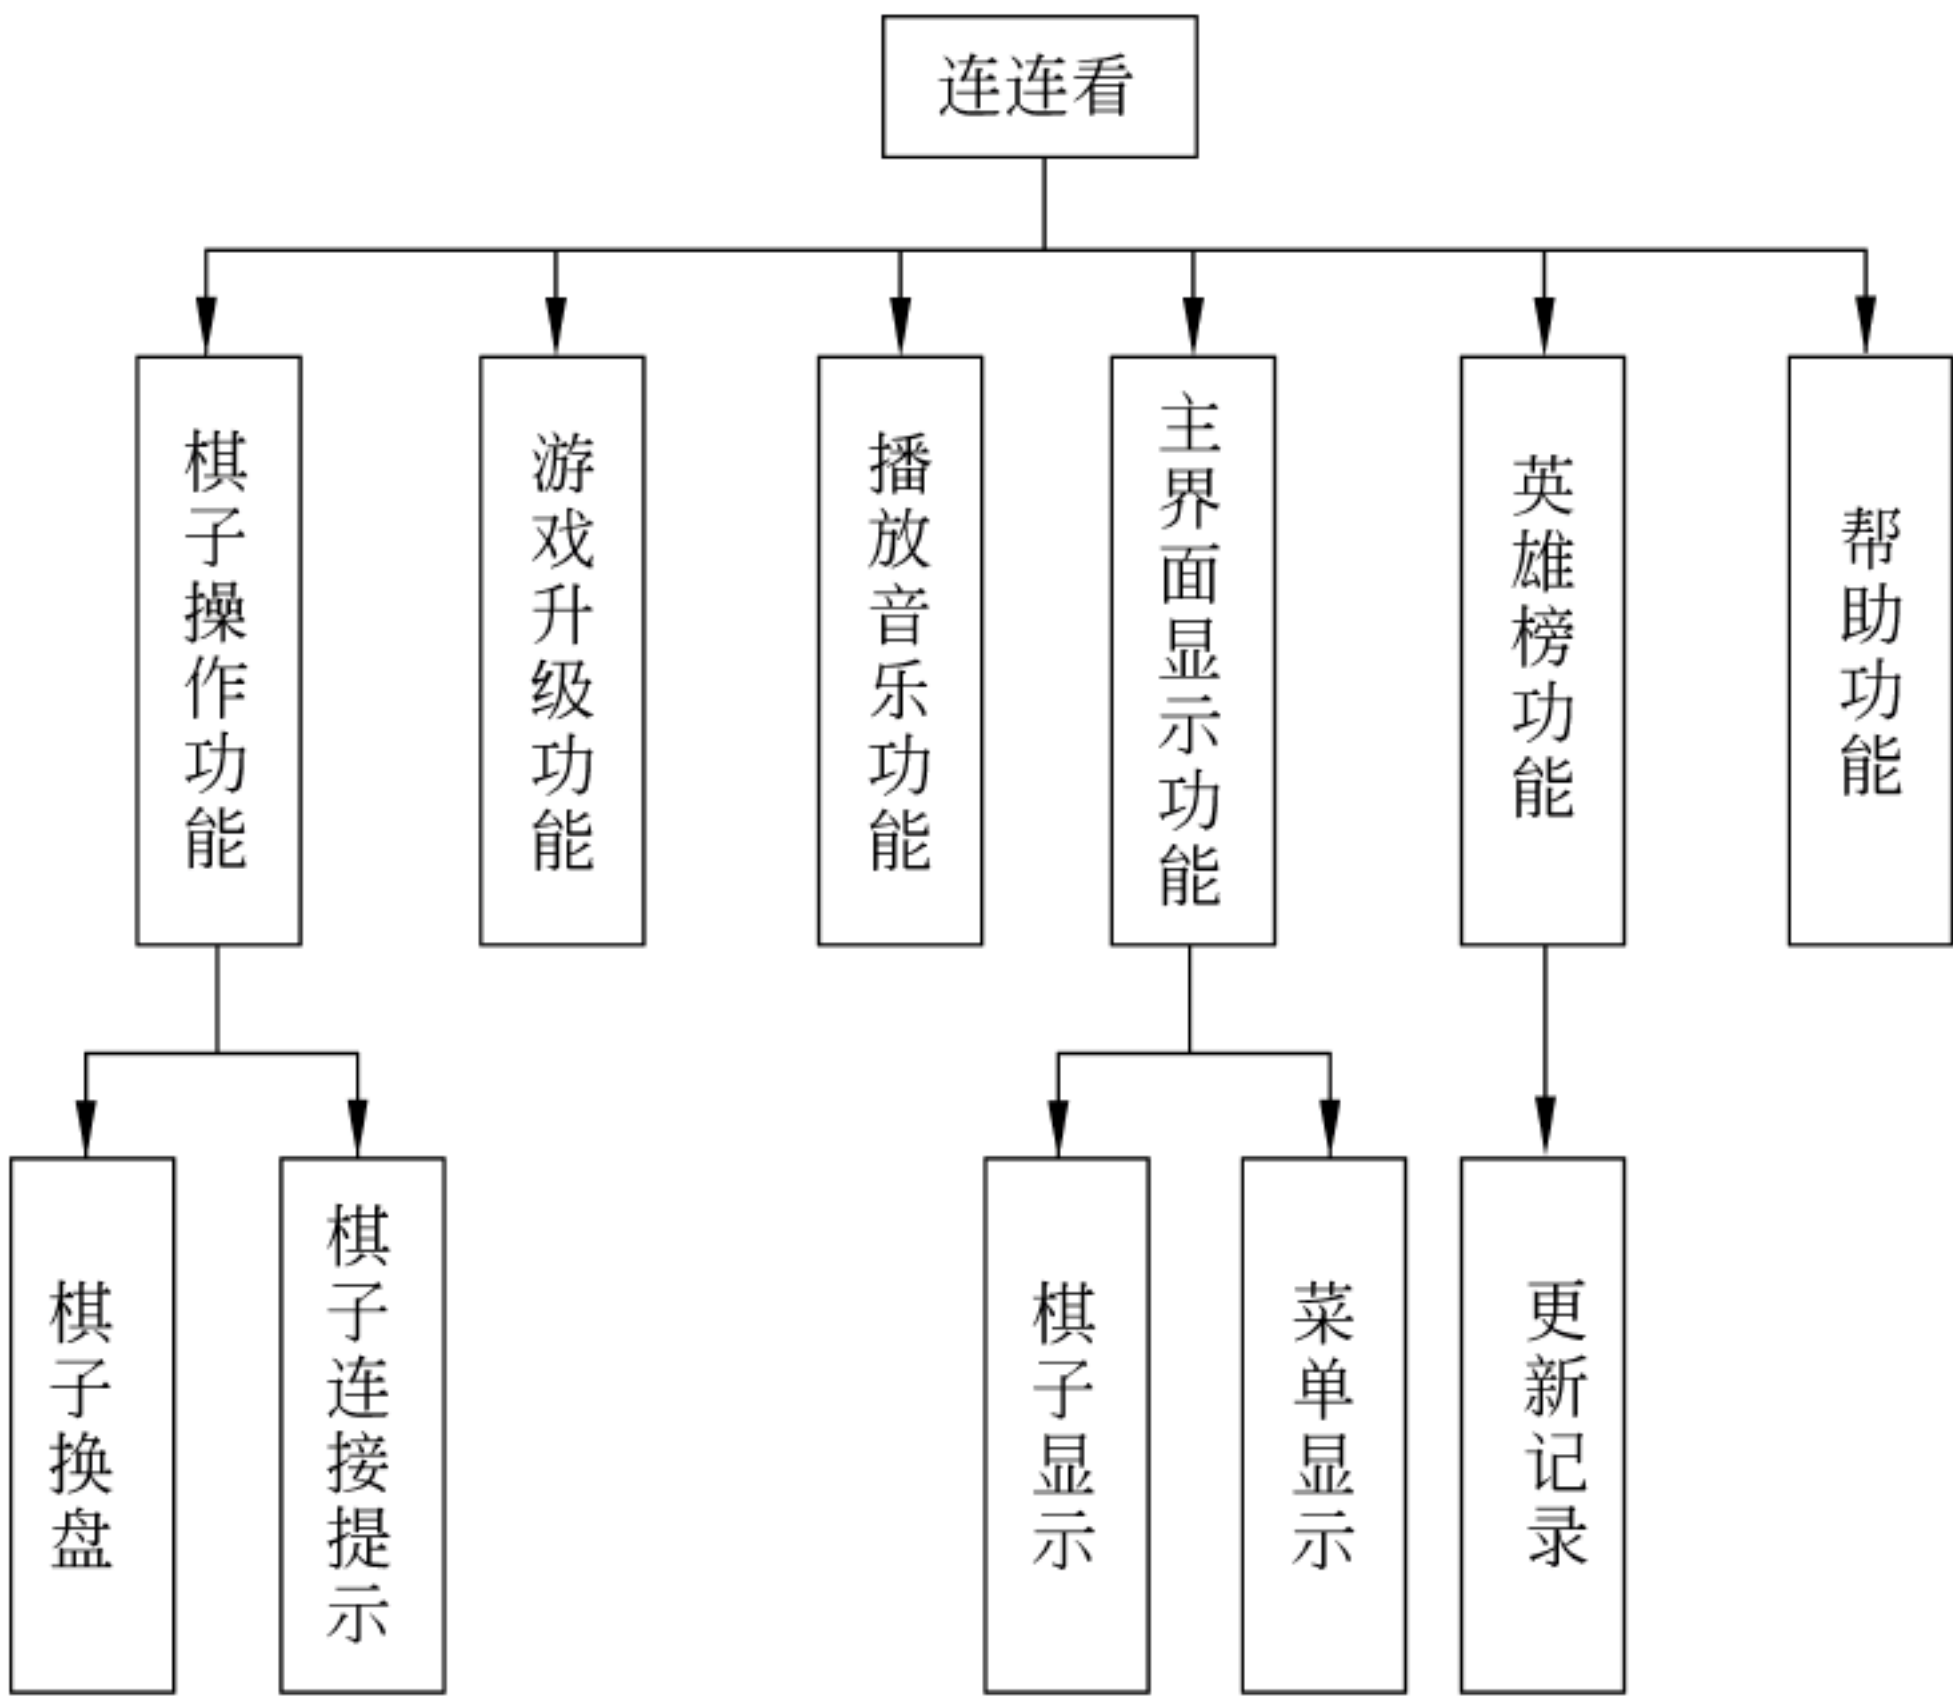 连连看
棋子操作功能
游戏升级功能
播放音乐功能
主界面显示功能
英雄榜功能
帮助功能
棋子换盘
棋子连接提示
棋子显示
菜单显示
更新记录